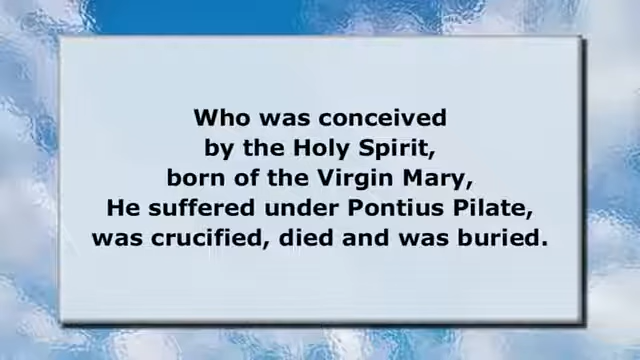 Who was conceived
by the Holy Spirit,
born of the Virgin Mary,
He suffered under Pontius Pilate,
was crucified, died and was buried.